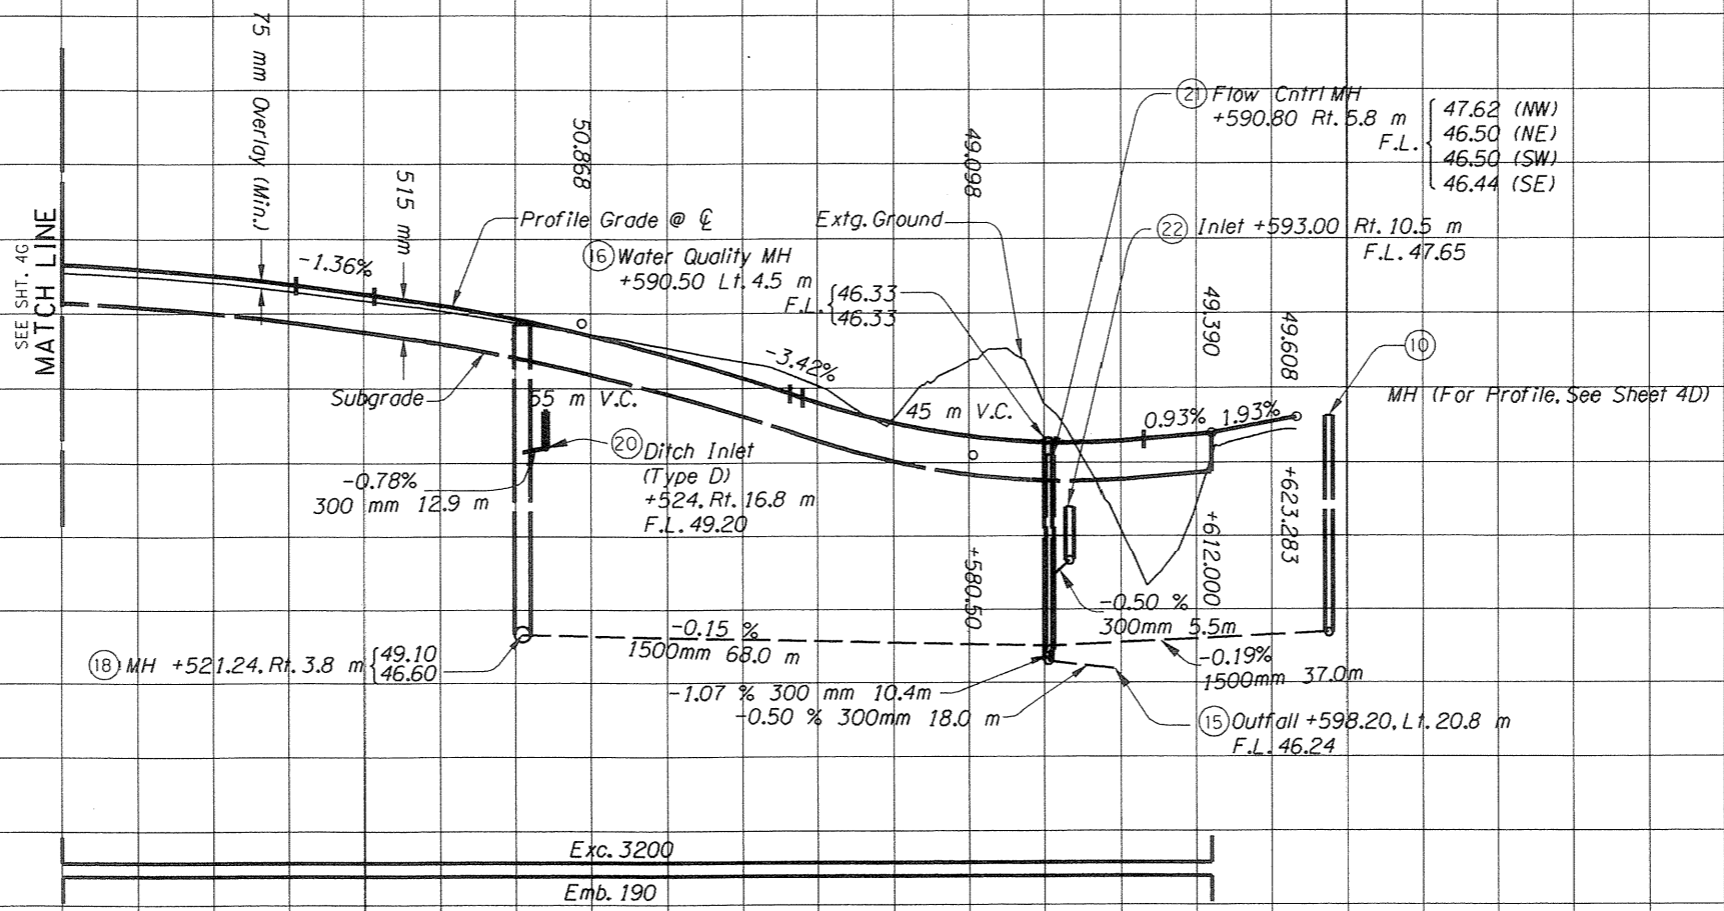 SEE SHT. 4G
MATCH LINE
75 mm Overlay (Min.)
515 mm
-1.36%
Profile Grade @ ℄
50.868
Subgrade
55 m V.C.
16 Water Quality MH
+590.50 Lt. 4.5 m
F.L. { 46.33
46.33
Extg. Ground
49.098
-3.42%
45 m V.C.
21 Flow Cntrl MH
+590.80 Rt. 5.8 m
F.L. { 47.62 (NW)
46.50 (NE)
46.50 (SW)
46.44 (SE)
22 Inlet +593.00 Rt. 10.5 m
F.L. 47.65
49.390
49.608
10
MH (For Profile, See Sheet 4D)
0.93%
1.93%
20 Ditch Inlet
(Type D)
+524, Rt. 16.8 m
F.L. 49.20
-0.78%
300 mm 12.9 m
+580.50
+612.000
+623.283
-0.50 %
300mm 5.5m
-0.15 %
1500mm 68.0 m
-0.19%
1500mm 37.0m
18 MH +521.24, Rt. 3.8 m { 49.10
46.60
-1.07 % 300 mm 10.4m
-0.50 % 300mm 18.0 m
15 Outfall +598.20, Lt. 20.8 m
F.L. 46.24
Exc. 3200
Emb. 190